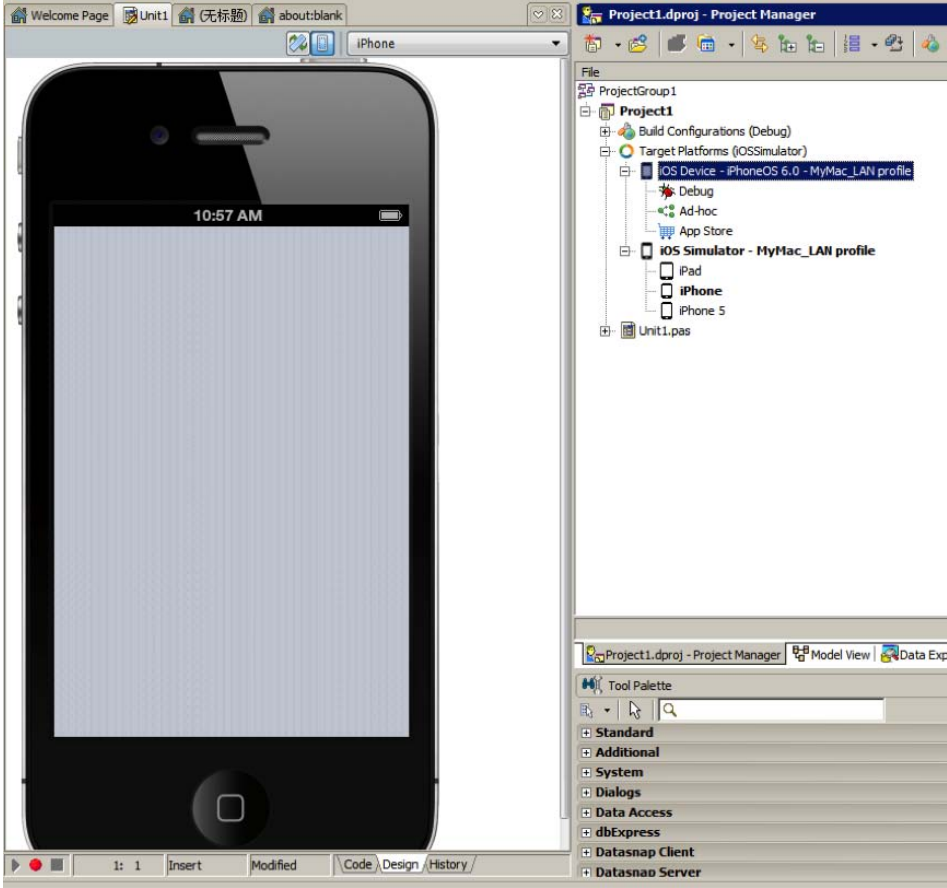 Welcome Page Unit1 (无标题) about:blank
iPhone
10:57 AM
1: 1 Insert Modified Code Design History
Project1.dproj - Project Manager
File
ProjectGroup1
Project1
Build Configurations (Debug)
Target Platforms (iOSSimulator)
iOS Device - iPhoneOS 6.0 - MyMac_LAN profile
Debug
Ad-hoc
App Store
iOS Simulator - MyMac_LAN profile
iPad
iPhone
iPhone 5
Unit1.pas
Project1.dproj - Project Manager Model View Data Exp
Tool Palette
Standard
Additional
System
Dialogs
Data Access
dbExpress
Datasnap Client
Datasnap Server